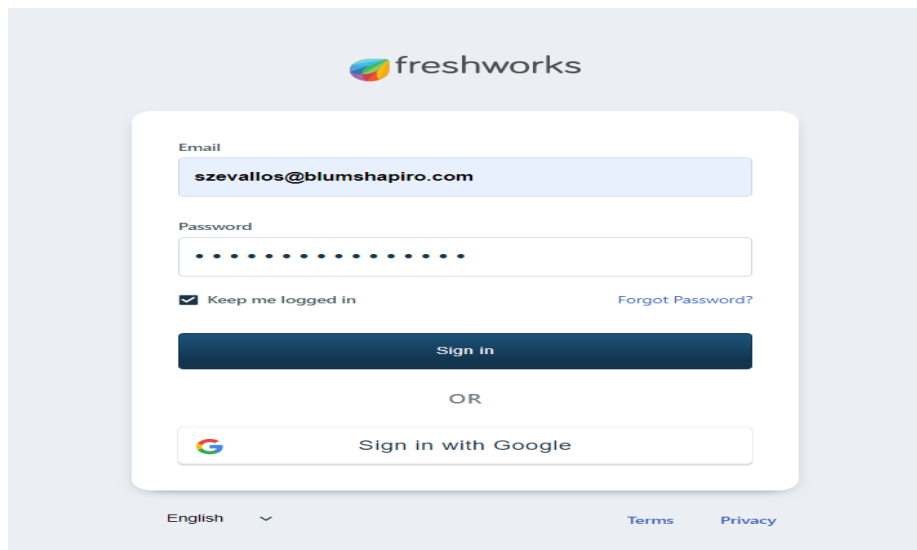 freshworks
Email
szevallos@blumshapiro.com
Password
••••••••••••••••
Keep me logged in
Forgot Password?
Sign in
OR
Sign in with Google
English
Terms
Privacy